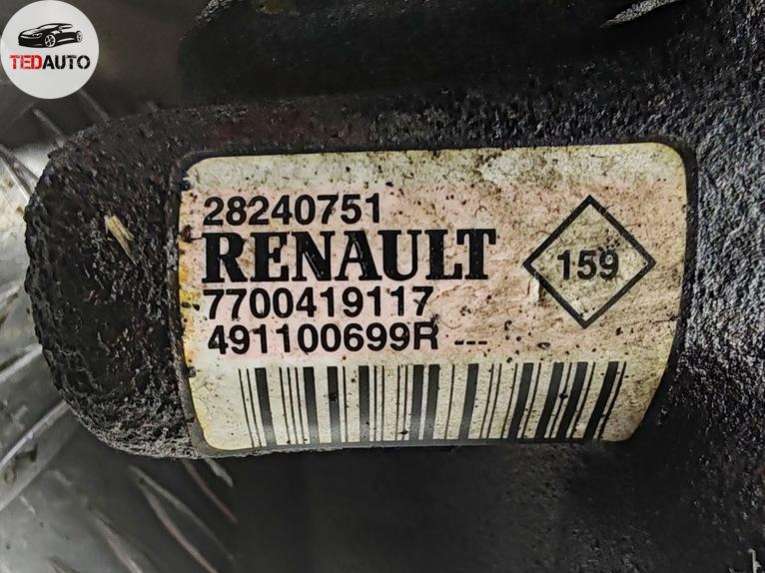 TEDAUTO
28240751
RENAULT
159
7700419117
491100699R ---